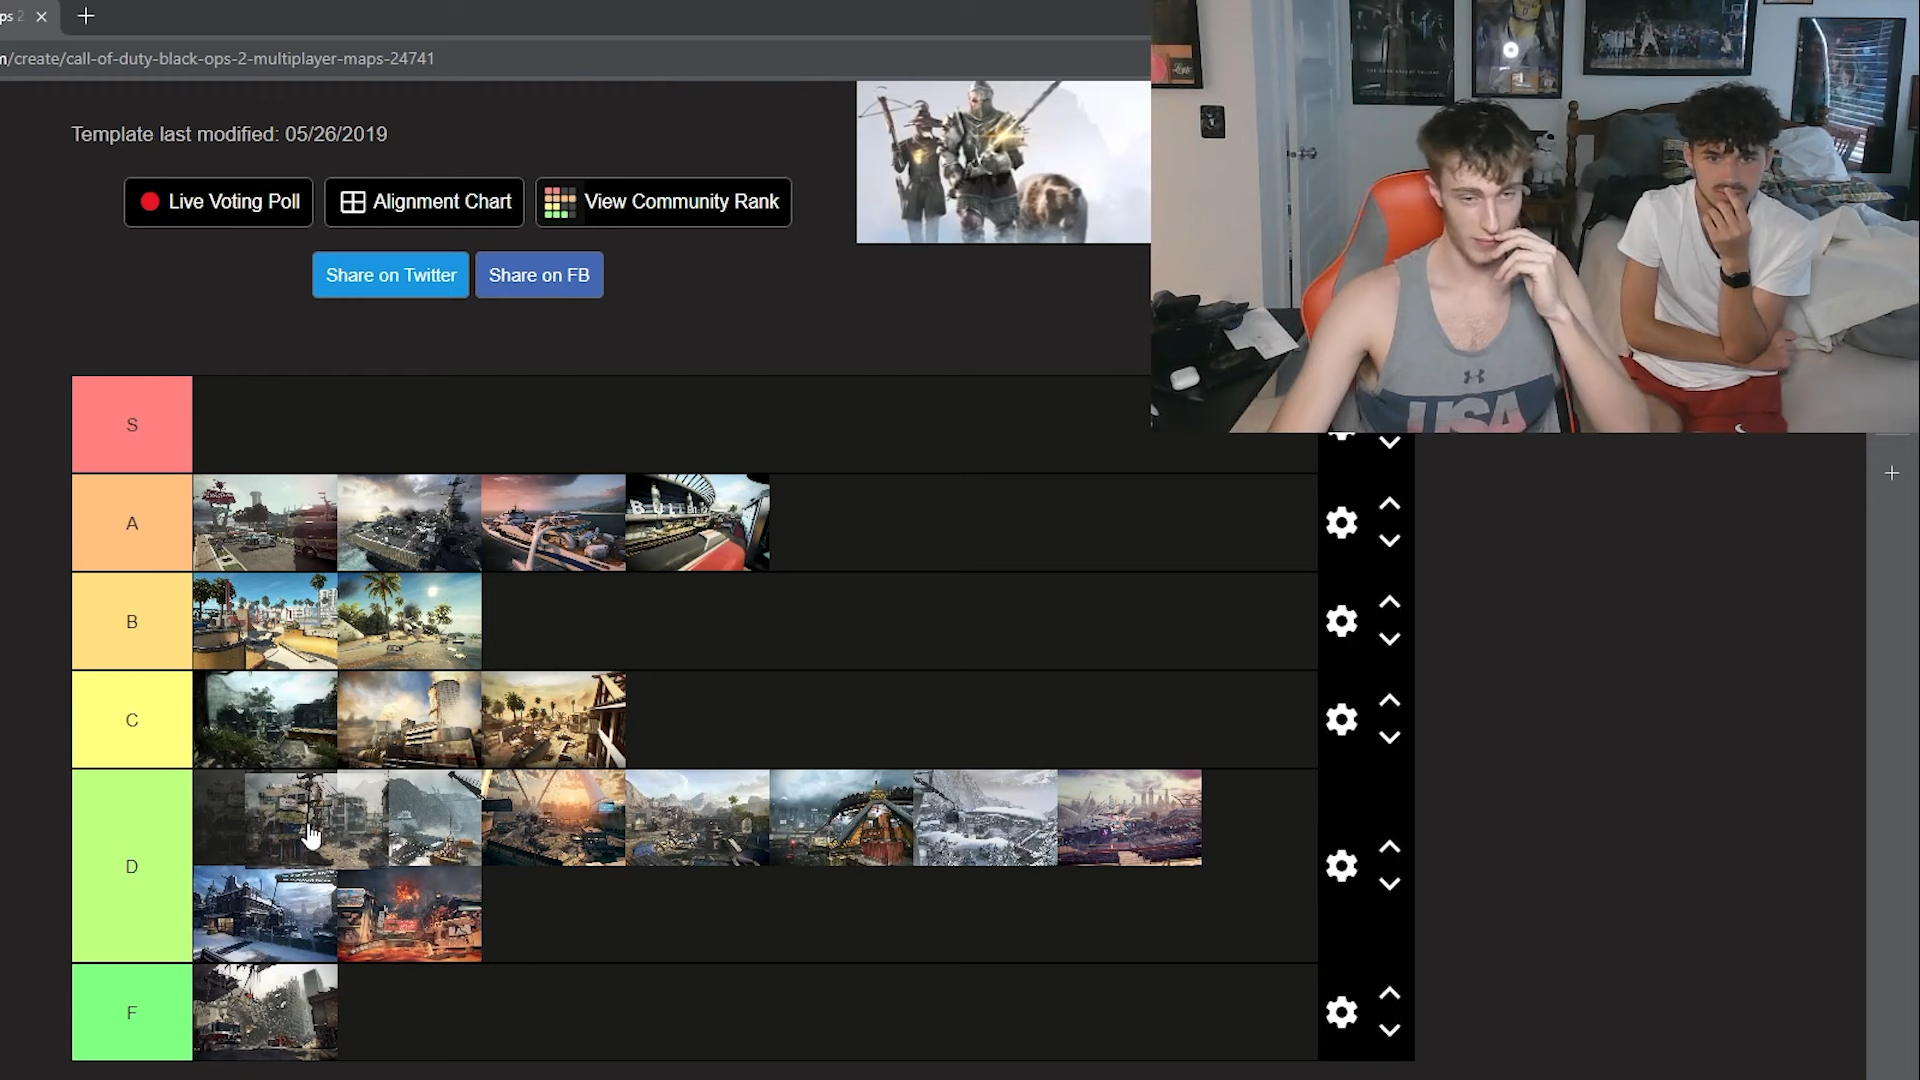 ps 2
m/create/call-of-duty-black-ops-2-multiplayer-maps-24741
Template last modified: 05/26/2019
Live Voting Poll
Alignment Chart
View Community Rank
Share on Twitter
Share on FB
USA
S
A
BULLET
B
C
D
F